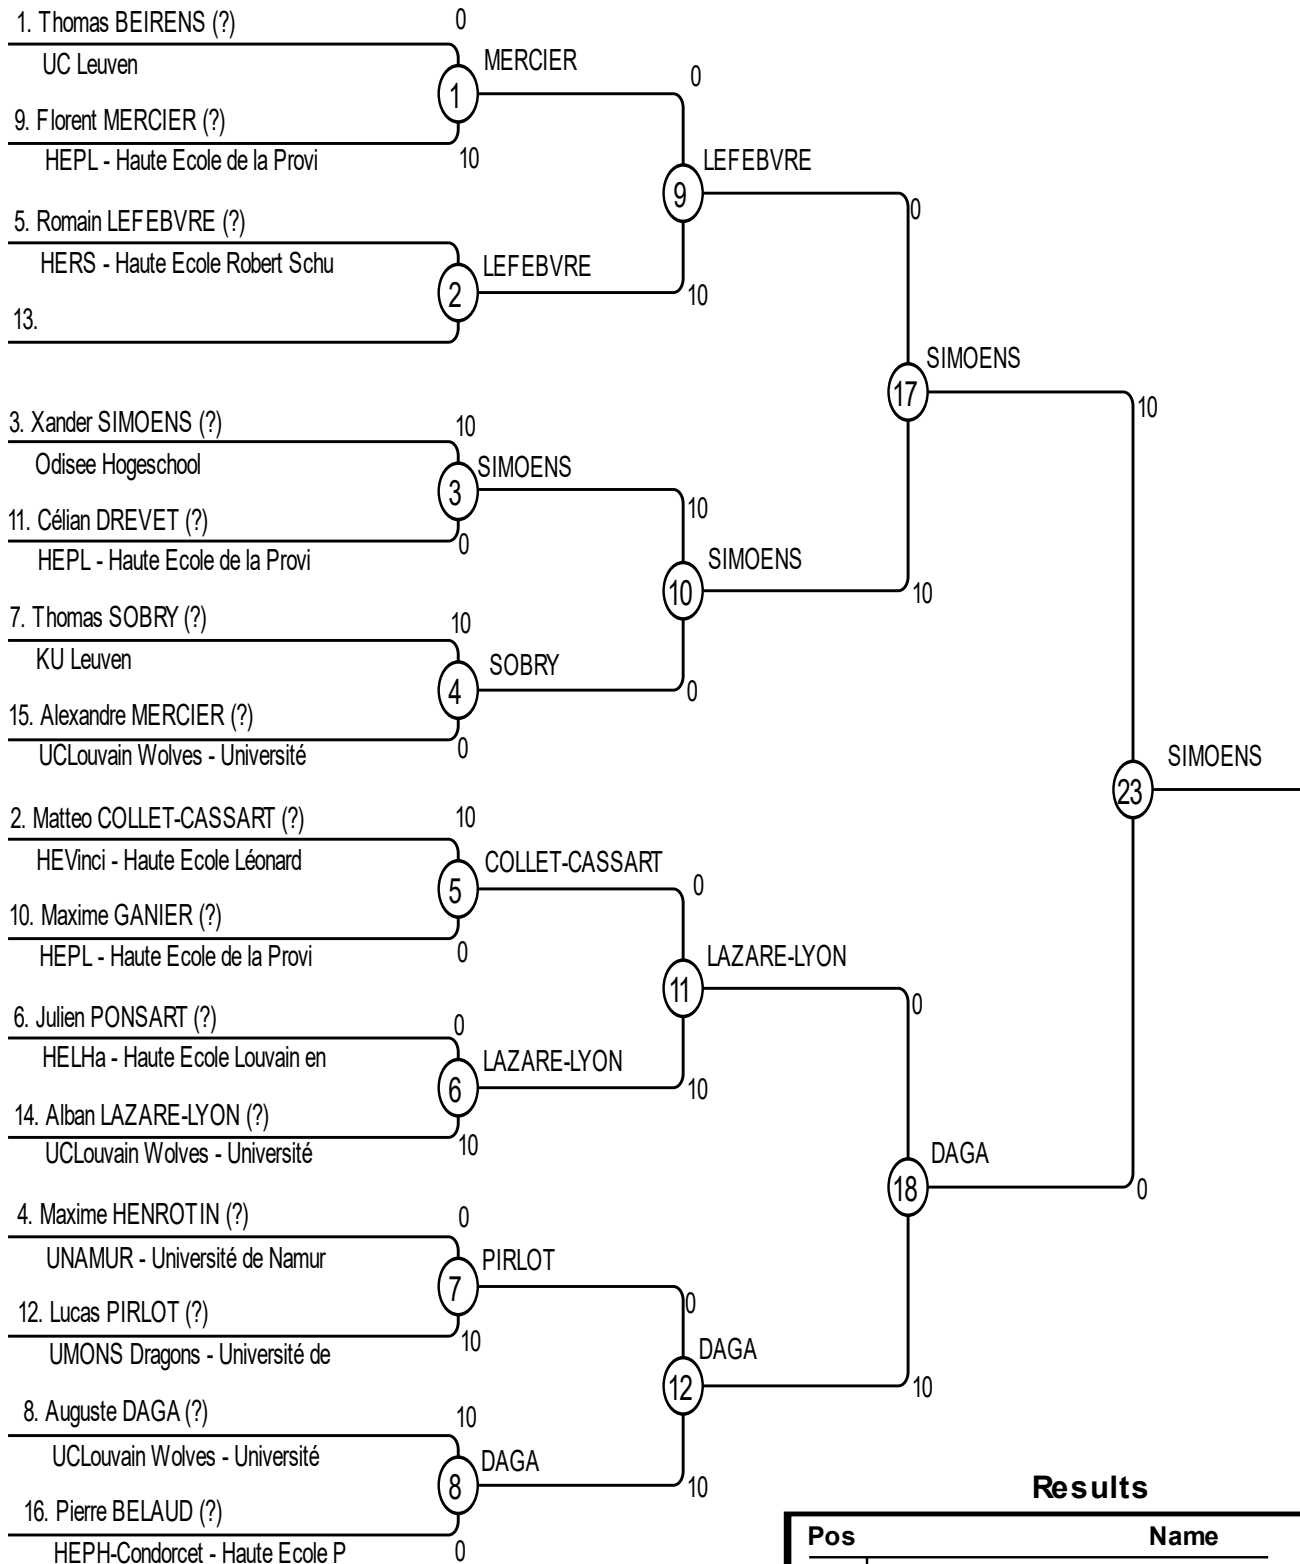 1. Thomas BEIRENS (?)
0
UC Leuven
MERCIER
1
0
9. Florent MERCIER (?)
HEPL - Haute Ecole de la Provi
10
LEFEBVRE
9
0
5. Romain LEFEBVRE (?)
HERS - Haute Ecole Robert Schu
LEFEBVRE
2
10
13.
SIMOENS
17
10
3. Xander SIMOENS (?)
10
Odisee Hogeschool
SIMOENS
3
10
11. Célian DREVET (?)
0
HEPL - Haute Ecole de la Provi
SIMOENS
10
10
7. Thomas SOBRY (?)
10
KU Leuven
SOBRY
4
0
15. Alexandre MERCIER (?)
UCLouvain Wolves - Université
0
SIMOENS
23
2. Matteo COLLET-CASSART (?)
10
HEVinci - Haute Ecole Léonard
COLLET-CASSART
5
0
10. Maxime GANIER (?)
HEPL - Haute Ecole de la Provi
0
LAZARE-LYON
11
0
6. Julien PONSART (?)
0
HELHa - Haute Ecole Louvain en
LAZARE-LYON
6
10
14. Alban LAZARE-LYON (?)
UCLouvain Wolves - Université
10
DAGA
18
0
4. Maxime HENROTIN (?)
0
UNAMUR - Université de Namur
PIRLOT
7
0
12. Lucas PIRLOT (?)
10
UMONS Dragons - Université de
DAGA
12
10
8. Auguste DAGA (?)
10
UCLouvain Wolves - Université
DAGA
8
10
16. Pierre BELAUD (?)
HEPH-Condorcet - Haute Ecole P
0
Results
Pos Name